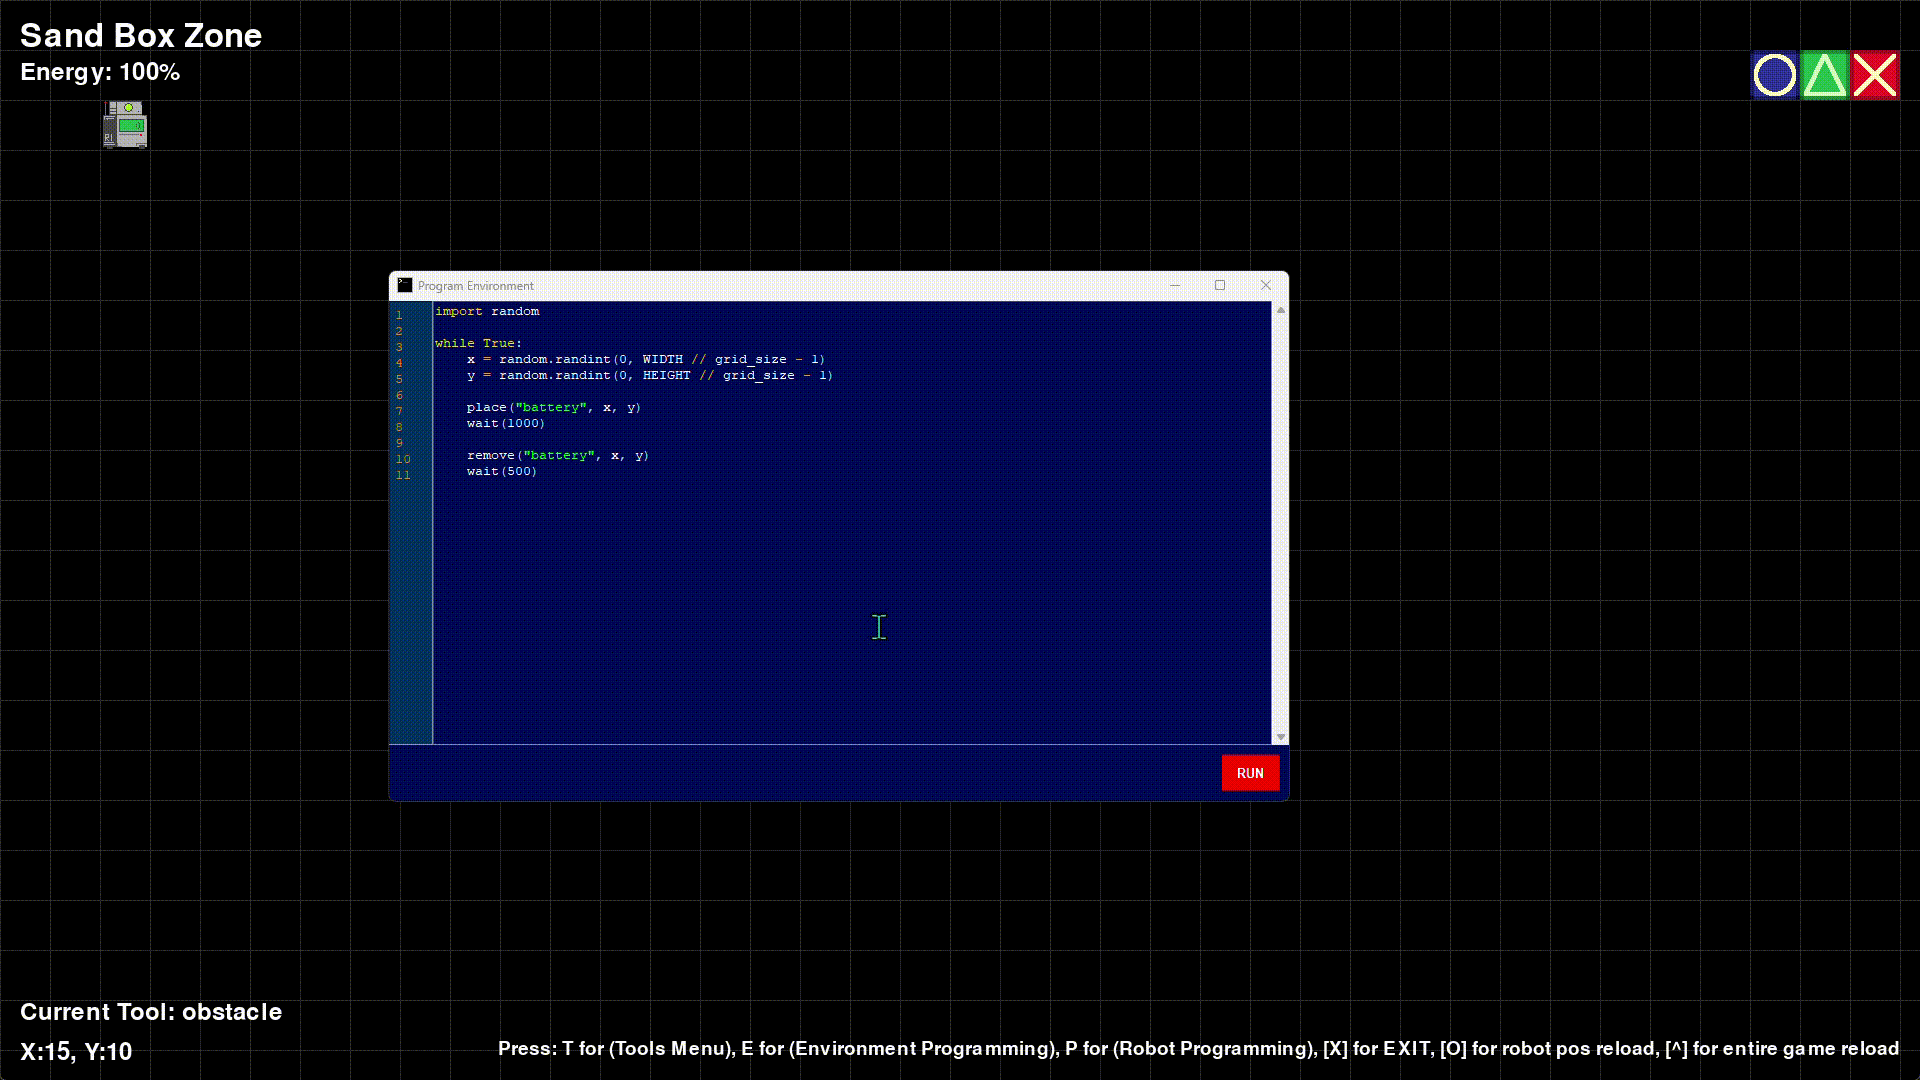 Sand Box Zone
Energy: 100%
R1
Program Environment
1 import random
2
3 while True:
4     x = random.randint(0, WIDTH // grid_size - 1)
5     y = random.randint(0, HEIGHT // grid_size - 1)
6
7     place("battery", x, y)
8     wait(1000)
9
10     remove("battery", x, y)
11     wait(500)
RUN
Current Tool: obstacle
X:15, Y:10
Press: T for (Tools Menu), E for (Environment Programming), P for (Robot Programming), [X] for EXIT, [O] for robot pos reload, [^] for entire game reload